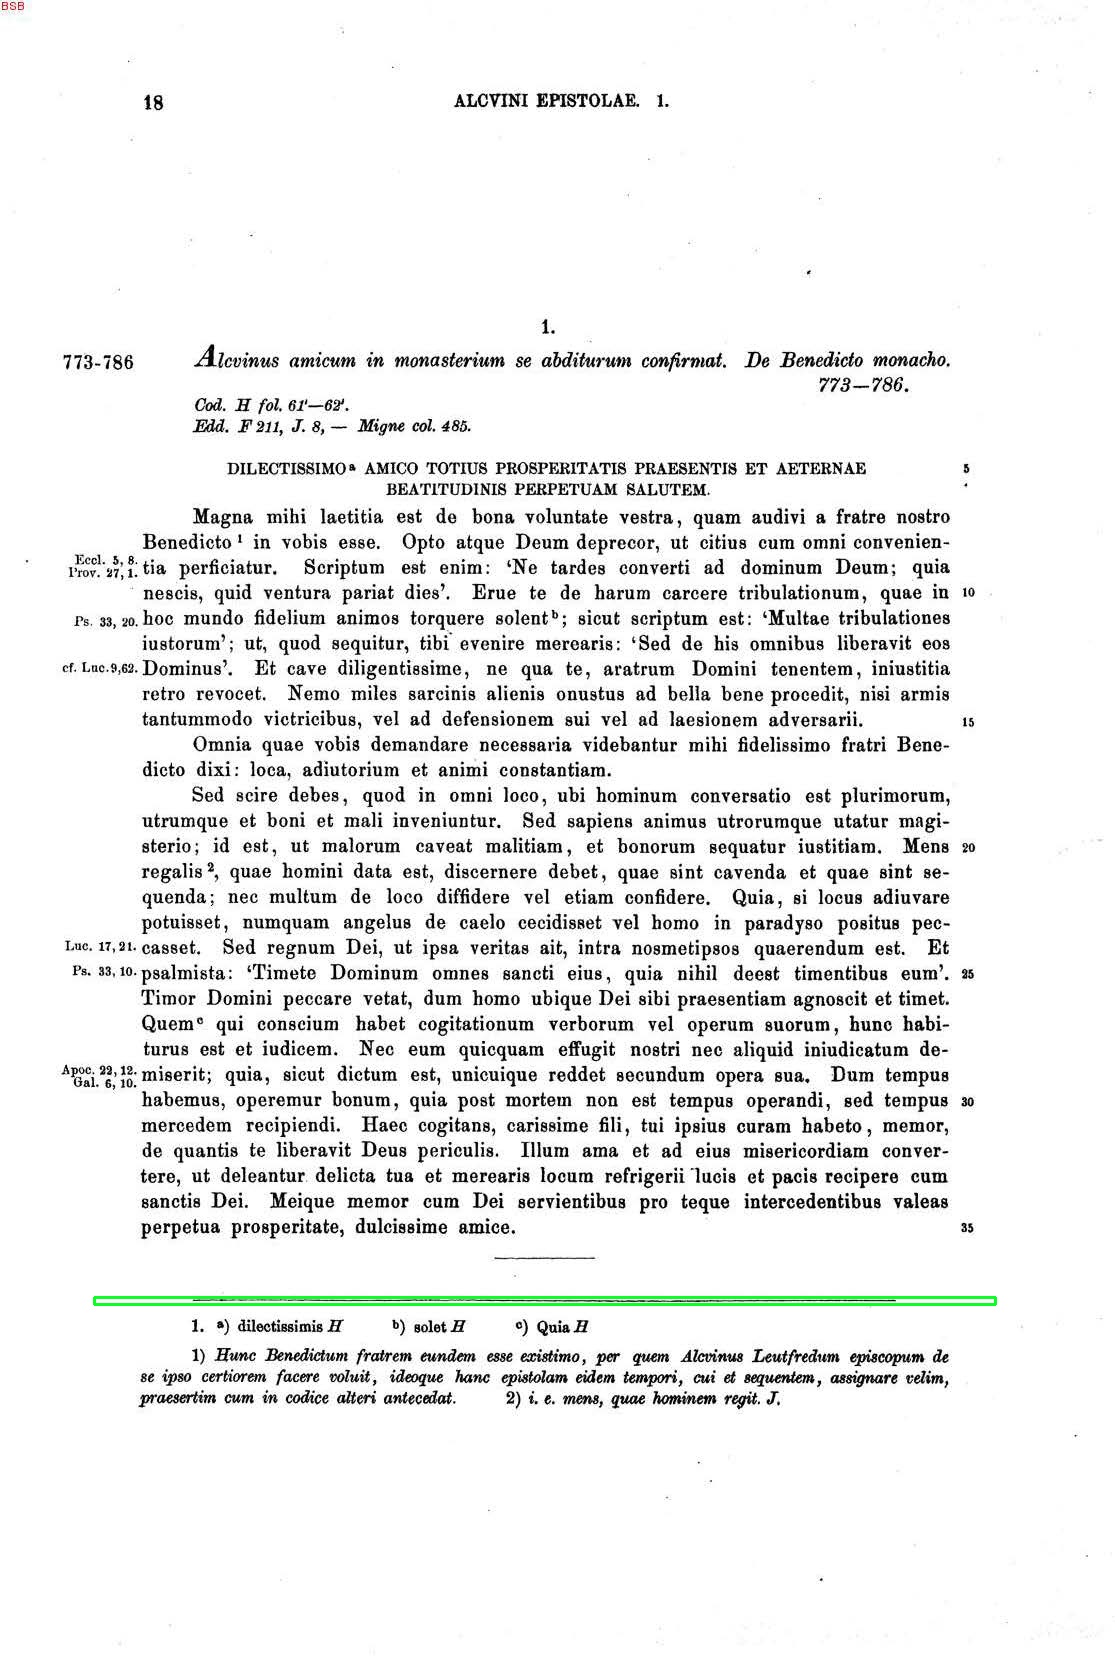 BSB
18
ALCVINI EPISTOLAE. 1.
1.
773-786
Alcvinus amicum in monasterium se abditurum confirmat. De Benedicto monacho.
773—786.
Cod. H fol. 61'—62'.
Edd. F 211, J. 8, — Migne col. 485.
DILECTISSIMO a AMICO TOTIUS PROSPERITATIS PRAESENTIS ET AETERNAE 5
BEATITUDINIS PERPETUAM SALUTEM.
Magna mihi laetitia est de bona voluntate vestra, quam audivi a fratre nostro
Benedicto 1 in vobis esse. Opto atque Deum deprecor, ut citius cum omni convenien-
Eccl. 5, 8.
Prov. 27, 1. tia perficiatur. Scriptum est enim: ‘Ne tardes converti ad dominum Deum; quia
nescis, quid ventura pariat dies’. Erue te de harum carcere tribulationum, quae in 10
Ps. 33, 20. hoc mundo fidelium animos torquere solent b; sicut scriptum est: ‘Multae tribulationes
iustorum’; ut, quod sequitur, tibi evenire merearis: ‘Sed de his omnibus liberavit eos
cf. Luc. 9,62. Dominus’. Et cave diligentissime, ne qua te, aratrum Domini tenentem, iniustitia
retro revocet. Nemo miles sarcinis alienis onustus ad bella bene procedit, nisi armis
tantummodo victricibus, vel ad defensionem sui vel ad laesionem adversarii. 15
Omnia quae vobis demandare necessaria videbantur mihi fidelissimo fratri Bene-
dicto dixi: loca, adiutorium et animi constantiam.
Sed scire debes, quod in omni loco, ubi hominum conversatio est plurimorum,
utrumque et boni et mali inveniuntur. Sed sapiens animus utrorumque utatur magi-
sterio; id est, ut malorum caveat malitiam, et bonorum sequatur iustitiam. Mens 20
regalis 2, quae homini data est, discernere debet, quae sint cavenda et quae sint se-
quenda; nec multum de loco diffidere vel etiam confidere. Quia, si locus adiuvare
potuisset, numquam angelus de caelo cecidisset vel homo in paradyso positus pec-
Luc. 17, 21. casset. Sed regnum Dei, ut ipsa veritas ait, intra nosmetipsos quaerendum est. Et
Ps. 33, 10. psalmista: ‘Timete Dominum omnes sancti eius, quia nihil deest timentibus eum’. 25
Timor Domini peccare vetat, dum homo ubique Dei sibi praesentiam agnoscit et timet.
Quem c qui conscium habet cogitationum verborum vel operum suorum, hunc habi-
turus est et iudicem. Nec eum quicquam effugit nostri nec aliquid iniudicatum de-
Apoc. 22, 12.
Gal. 6, 10. miserit; quia, sicut dictum est, unicuique reddet secundum opera sua. Dum tempus
habemus, operemur bonum, quia post mortem non est tempus operandi, sed tempus 30
mercedem recipiendi. Haec cogitans, carissime fili, tui ipsius curam habeto, memor,
de quantis te liberavit Deus periculis. Illum ama et ad eius misericordiam conver-
tere, ut deleantur delicta tua et merearis locum refrigerii lucis et pacis recipere cum
sanctis Dei. Meique memor cum Dei servientibus pro teque intercedentibus valeas
perpetua prosperitate, dulcissime amice. 35
1. a) dilectissimis H b) solet H c) Quia H
1) Hunc Benedictum fratrem eundem esse existimo, per quem Alcvinus Leutfredum episcopum de
se ipso certiorem facere voluit, ideoque hanc epistolam eidem tempori, cui et sequentem, assignare velim,
praesertim cum in codice alteri antecedat. 2) i. e. mens, quae hominem regit. J.